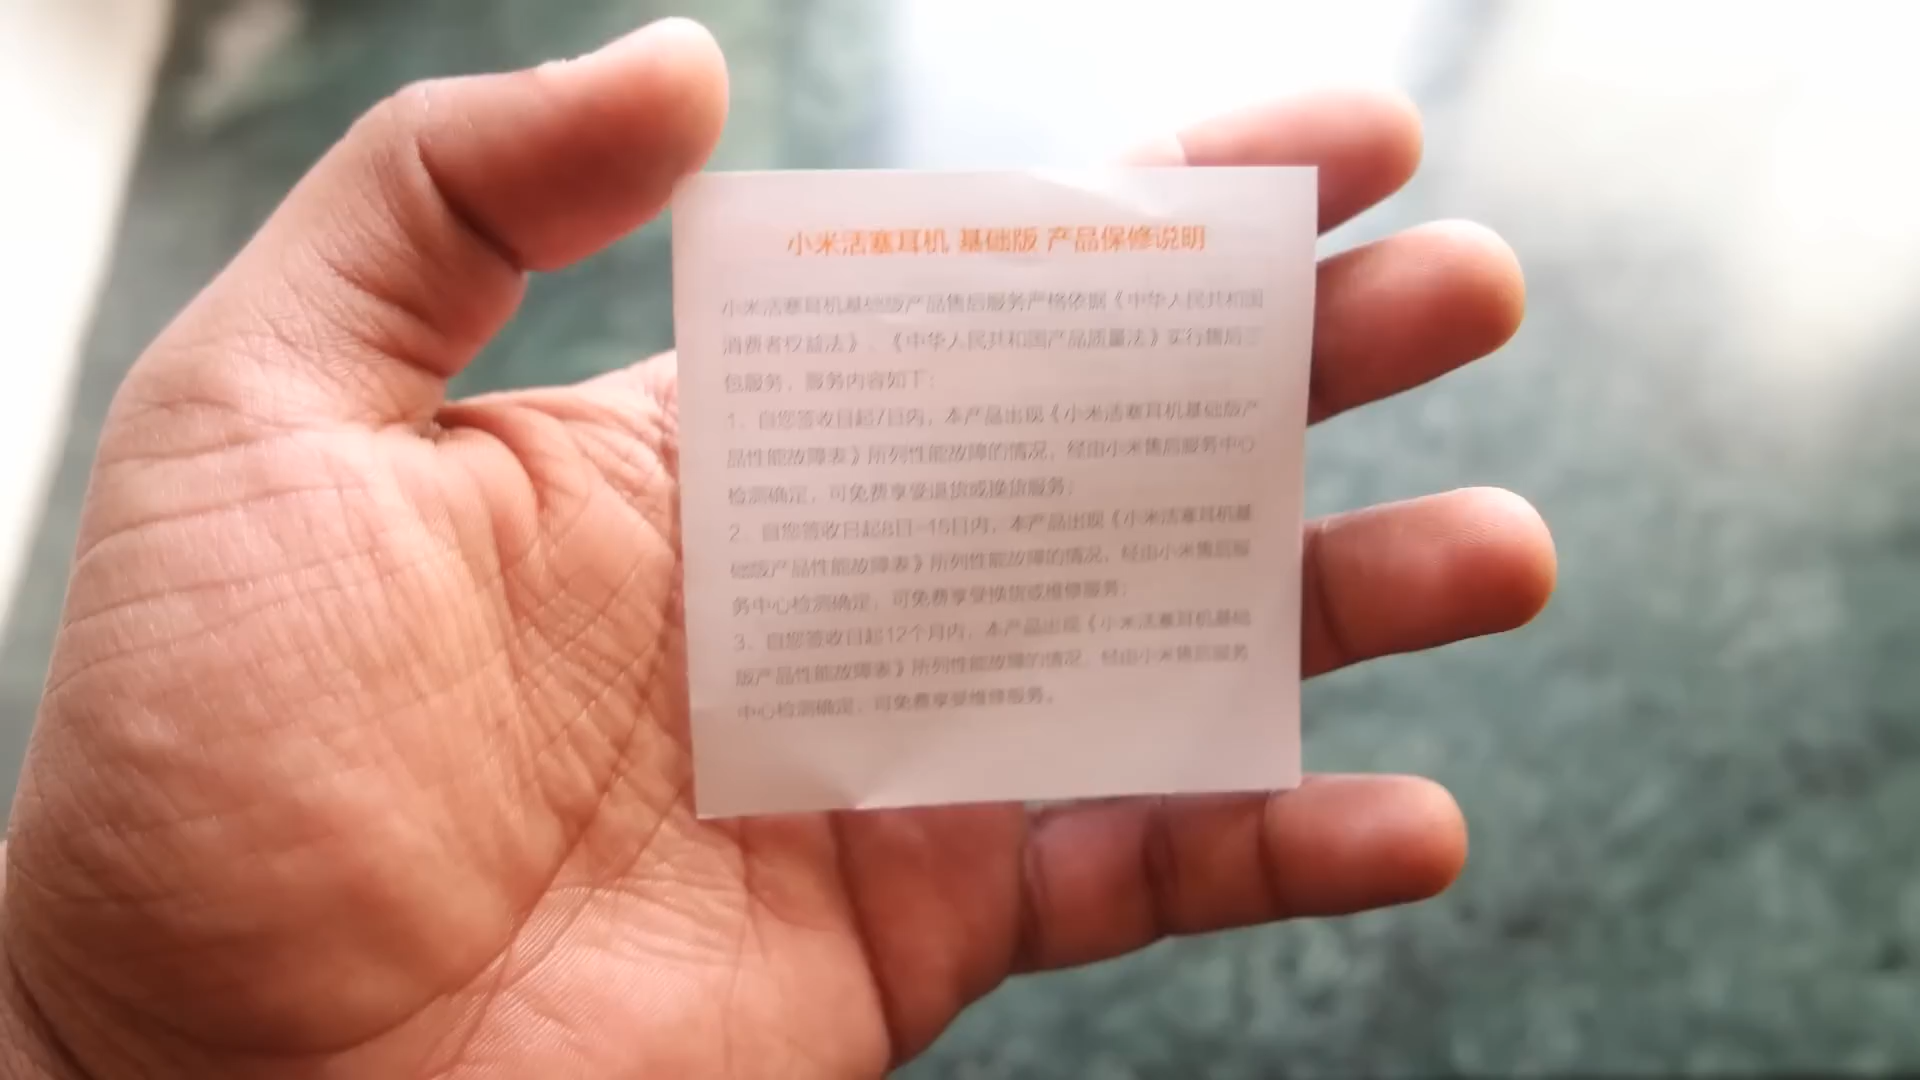 小米活塞耳机 基础版 产品保修说明
小米活塞耳机基础版产品售后服务严格依据《中华人民共和国
消费者权益法》、《中华人民共和国产品质量法》实行售后三
包服务，服务内容如下：
1、自您签收日起7日内，本产品出现《小米活塞耳机基础版产
品性能故障表》所列性能故障的情况，经由小米售后服务中心
检测确定，可免费享受退货或换货服务；
2、自您签收日起8日-15日内，本产品出现《小米活塞耳机基
础版产品性能故障表》所列性能故障的情况，经由小米售后服
务中心检测确定，可免费享受换货或维修服务；
3、自您签收日起12个月内，本产品出现《小米活塞耳机基础
版产品性能故障表》所列性能故障的情况，经由小米售后服务
中心检测确定，可免费享受维修服务。